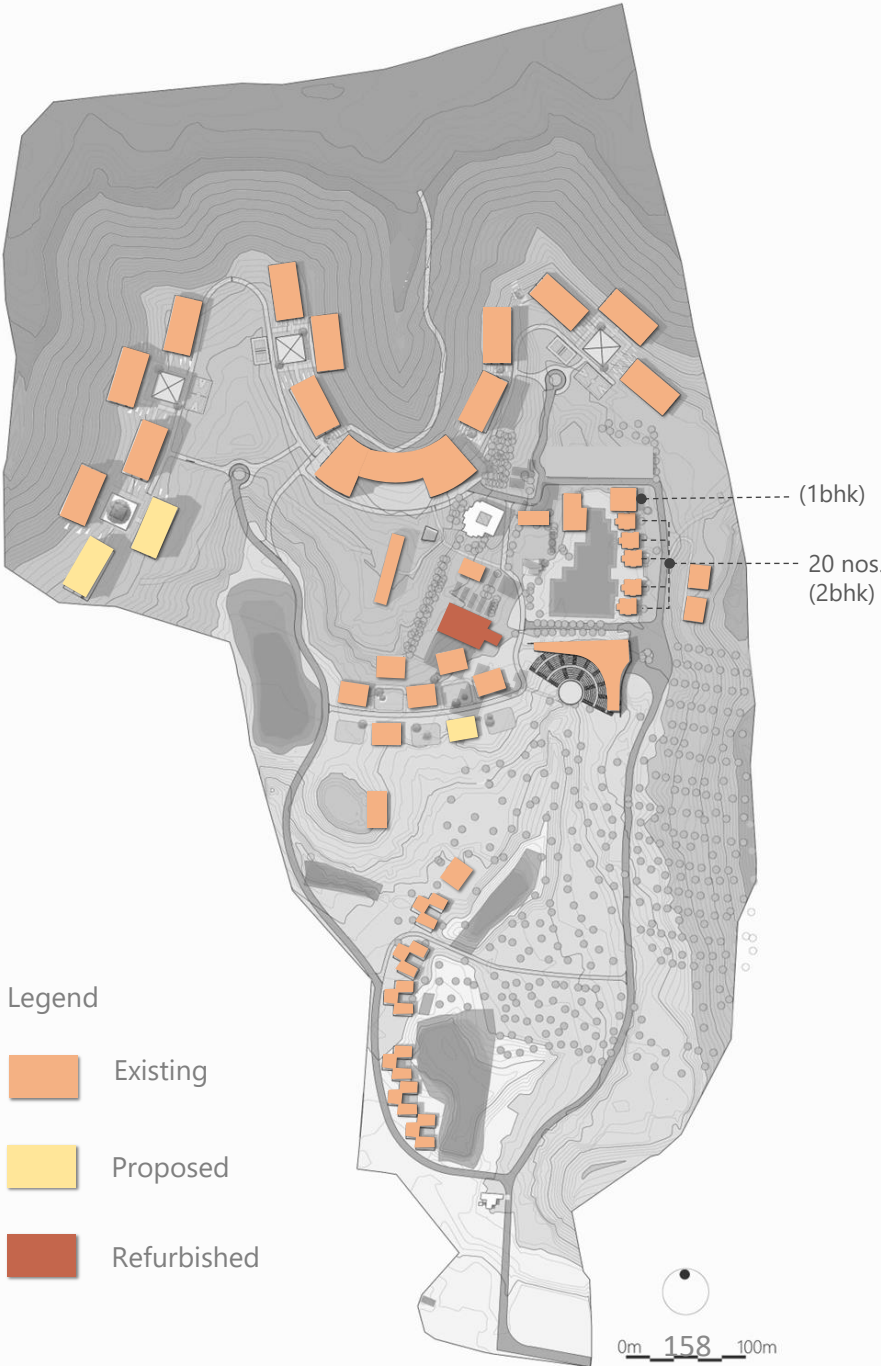 (1bhk)
20 nos.
(2bhk)
Legend
Existing
Proposed
Refurbished
0m 158 100m